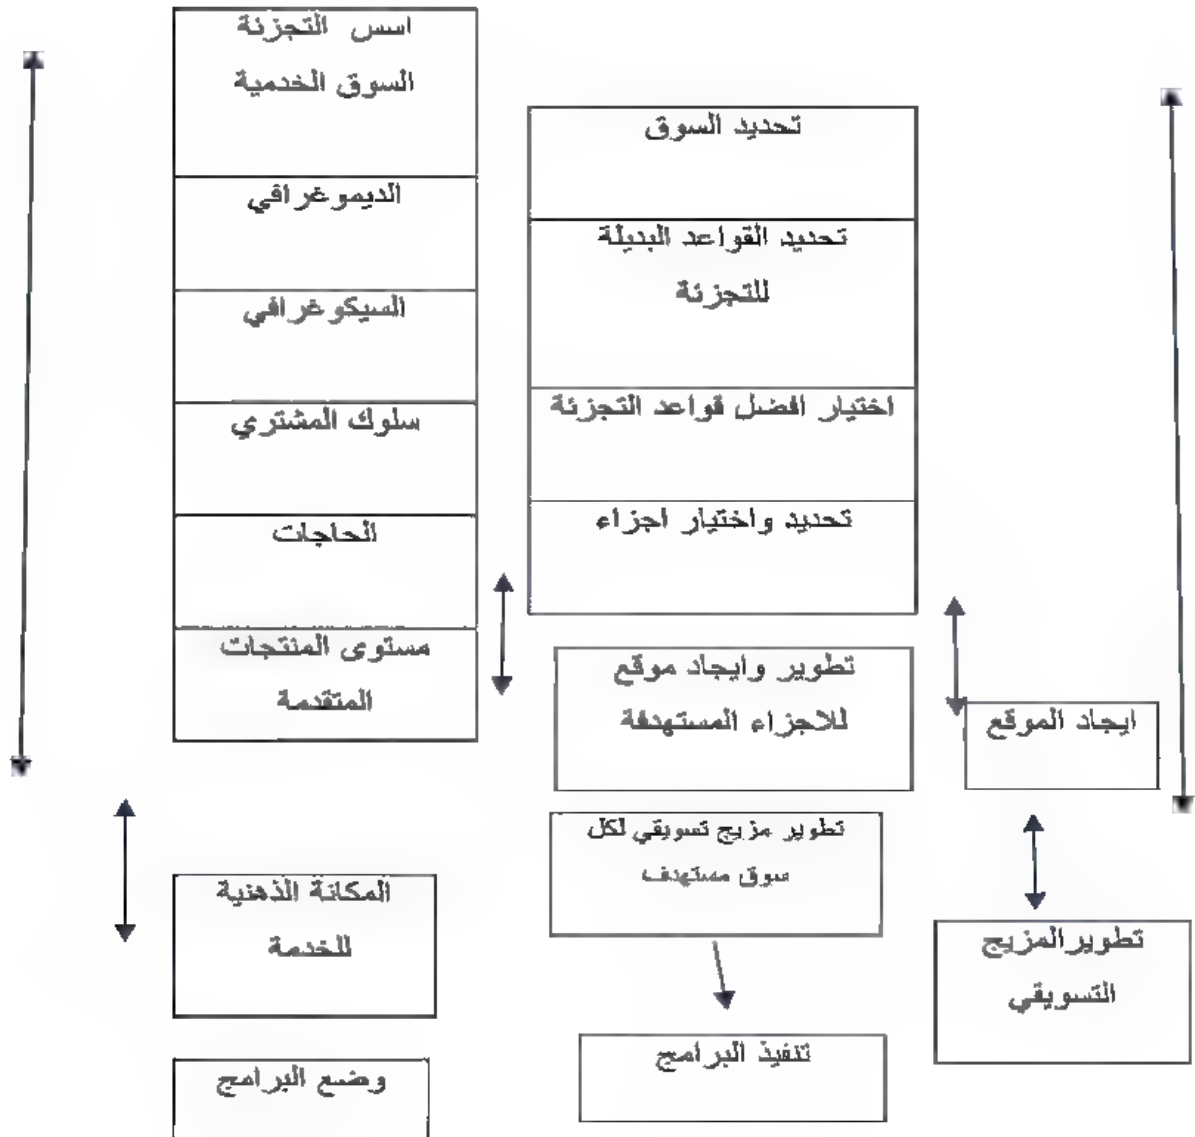 اسس التجزئة
السوق الخدمية
الديموغرافي
السيكوغرافي
سلوك المشتري
الحاجات
مستوى المنتجات
المتقدمة
المكانة الذهنية
للخدمة
وضع البرامج
تحديد السوق
تحديد القواعد البديلة
للتجزئة
اختيار افضل قواعد التجزئة
تحديد واختيار اجزاء
تطوير وايجاد موقع
للاجزاء المستهدفة
تطوير مزيج تسويقي لكل
سوق مستهدف
تنفيذ البرامج
ايجاد الموقع
تطويرالمزيج
التسويقي